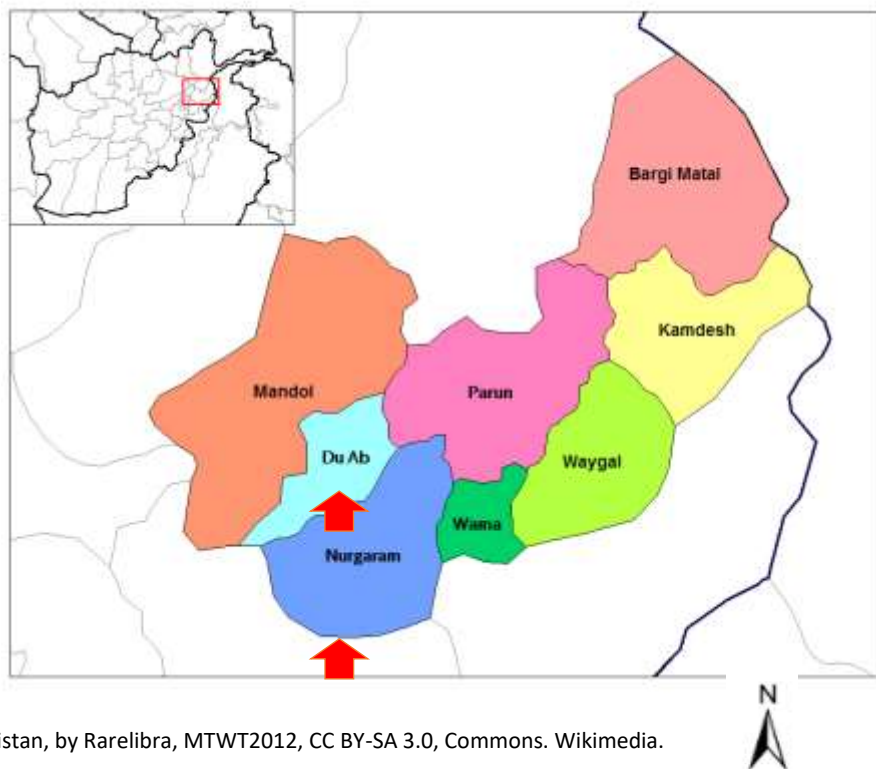 Bargi Matal
Kamdesh
Mandol
Parun
Du Ab
Waygal
Wama
Nurgaram
N
istan, by Rarelibra, MTWT2012, CC BY-SA 3.0, Commons. Wikimedia.